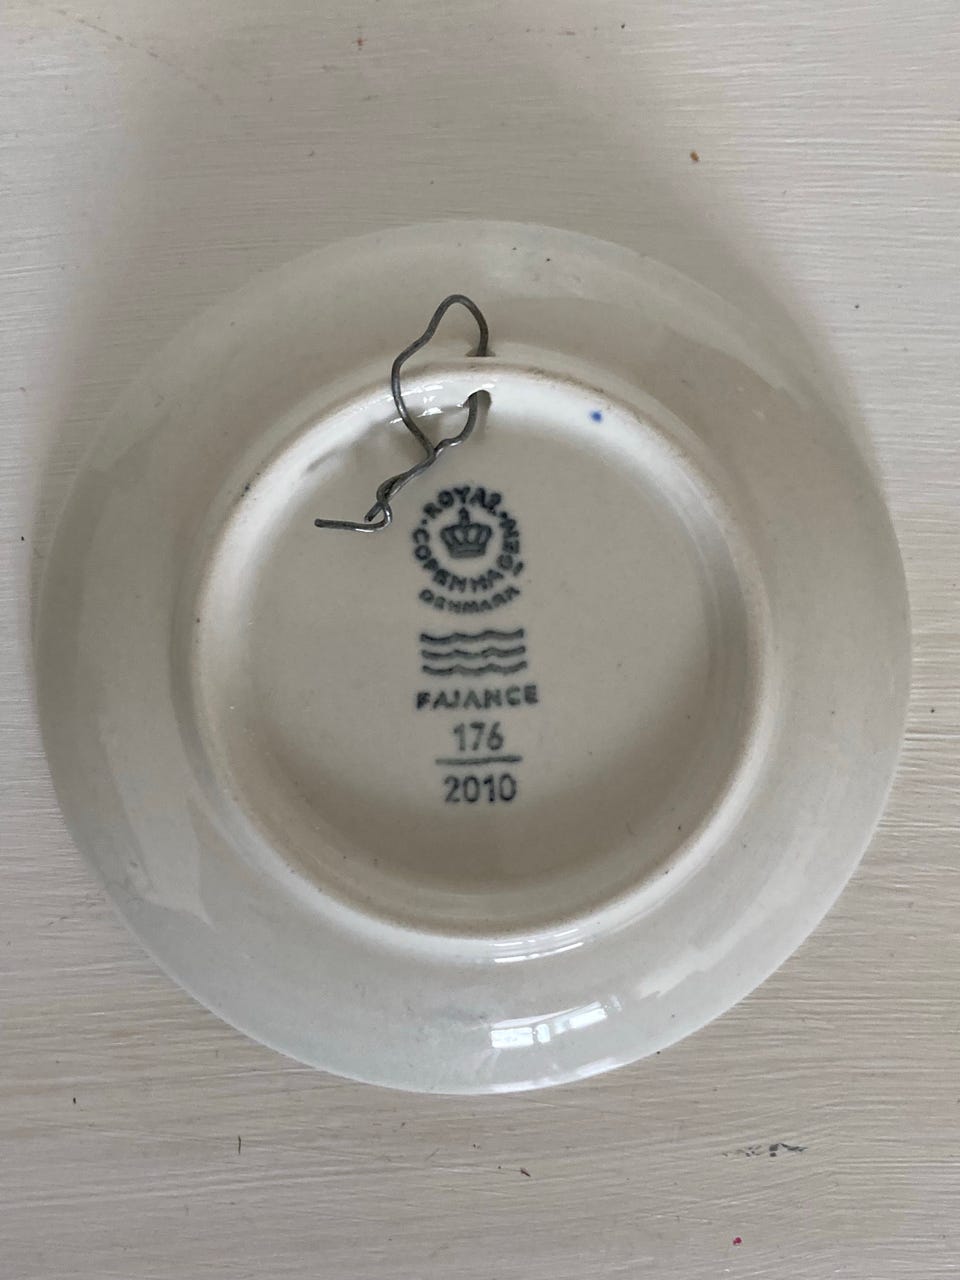 ROYAL COPENHAGEN
DENMARK
FAJANCE
176
2010